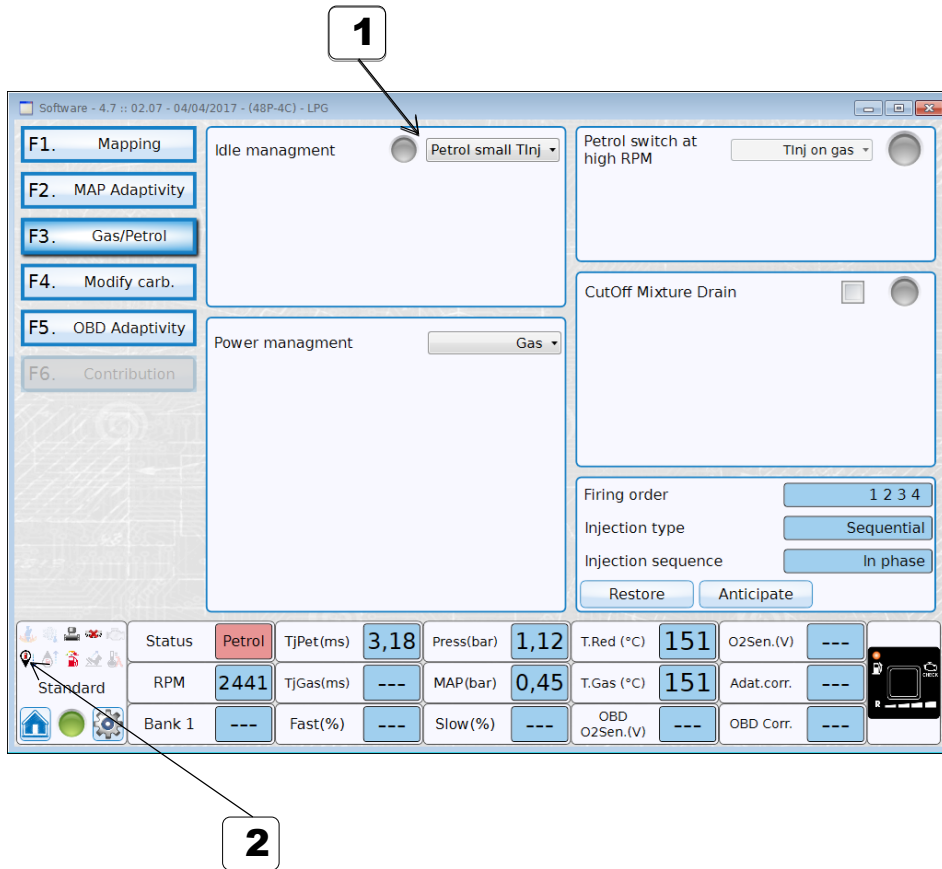 1
Software - 4.7 :: 02.07 - 04/04/2017 - (48P-4C) - LPG
F1. Mapping
F2. MAP Adaptivity
F3. Gas/Petrol
F4. Modify carb.
F5. OBD Adaptivity
F6. Contribution
Idle managment
Petrol small TInj
Power managment
Gas
Petrol switch at
high RPM
TInj on gas
CutOff Mixture Drain
Firing order
1 2 3 4
Injection type
Sequential
Injection sequence
In phase
Restore
Anticipate
Standard
Status Petrol TjPet(ms) 3,18 Press(bar) 1,12 T.Red (°C) 151 O2Sen.(V) ---
RPM 2441 TjGas(ms) --- MAP(bar) 0,45 T.Gas (°C) 151 Adat.corr. ---
Bank 1 --- Fast(%) --- Slow(%) --- OBD
O2Sen.(V) --- OBD Corr. ---
CHECK
R
2